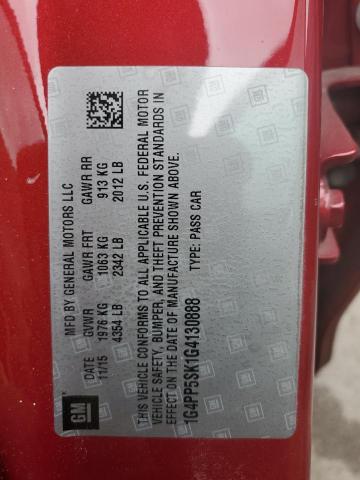 MFD BY GENERAL MOTORS LLC
DATE GVWR GAWR FRT GAWR RR
11/15 1976 KG 1063 KG 913 KG
4354 LB 2342 LB 2012 LB
THIS VEHICLE CONFORMS TO ALL APPLICABLE U.S. FEDERAL MOTOR
VEHICLE SAFETY, BUMPER, AND THEFT PREVENTION STANDARDS IN
EFFECT ON THE DATE OF MANUFACTURE SHOWN ABOVE.
1G4PP5SK1G4130888 TYPE: PASS CAR
GM